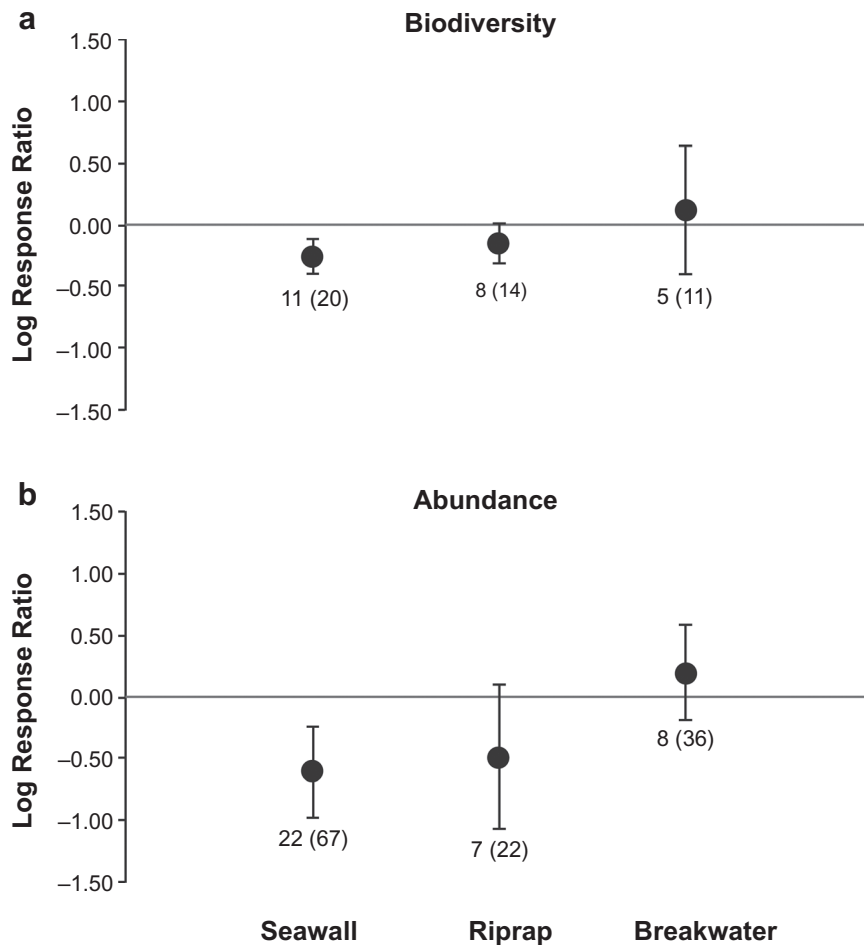 a
Biodiversity
1.50
1.00
0.50
0.00
–0.50
–1.00
–1.50
Log Response Ratio
11 (20)
8 (14)
5 (11)
b
Abundance
1.50
1.00
0.50
0.00
–0.50
–1.00
–1.50
Log Response Ratio
22 (67)
7 (22)
8 (36)
Seawall Riprap Breakwater